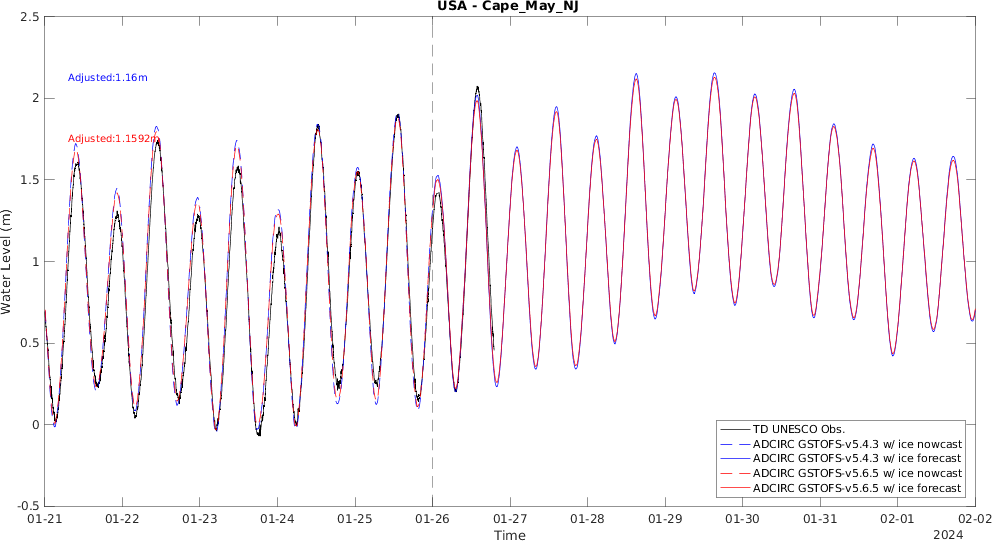 USA - Cape_May_NJ
2.5
2
1.5
1
0.5
0
-0.5
Water Level (m)
Adjusted:1.16m
Adjusted:1.1592m
TD UNESCO Obs.
ADCIRC GSTOFS-v5.4.3 w/ ice nowcast
ADCIRC GSTOFS-v5.4.3 w/ ice forecast
ADCIRC GSTOFS-v5.6.5 w/ ice nowcast
ADCIRC GSTOFS-v5.6.5 w/ ice forecast
01-21 01-22 01-23 01-24 01-25 01-26 01-27 01-28 01-29 01-30 01-31 02-01 02-02
Time
2024